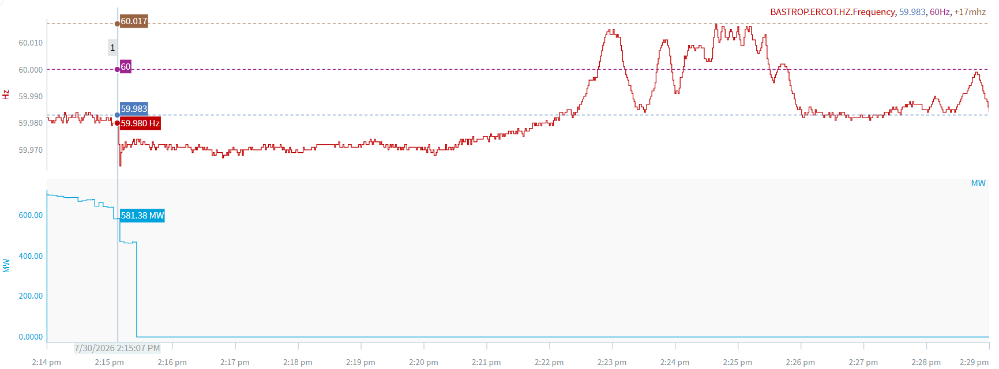 BASTROP.ERCOT.HZ.Frequency, 59.983, 60Hz, +17mhz
60.017
60.010
1
60
60.000
Hz
59.990
59.983
59.980
59.980 Hz
59.970
MW
600.00
581.38 MW
400.00
MW
200.00
0.0000
7/30/2026 2:15:07 PM
2:14 pm 2:15 pm 2:16 pm 2:17 pm 2:18 pm 2:19 pm 2:20 pm 2:21 pm 2:22 pm 2:23 pm 2:24 pm 2:25 pm 2:26 pm 2:27 pm 2:28 pm 2:29 pm